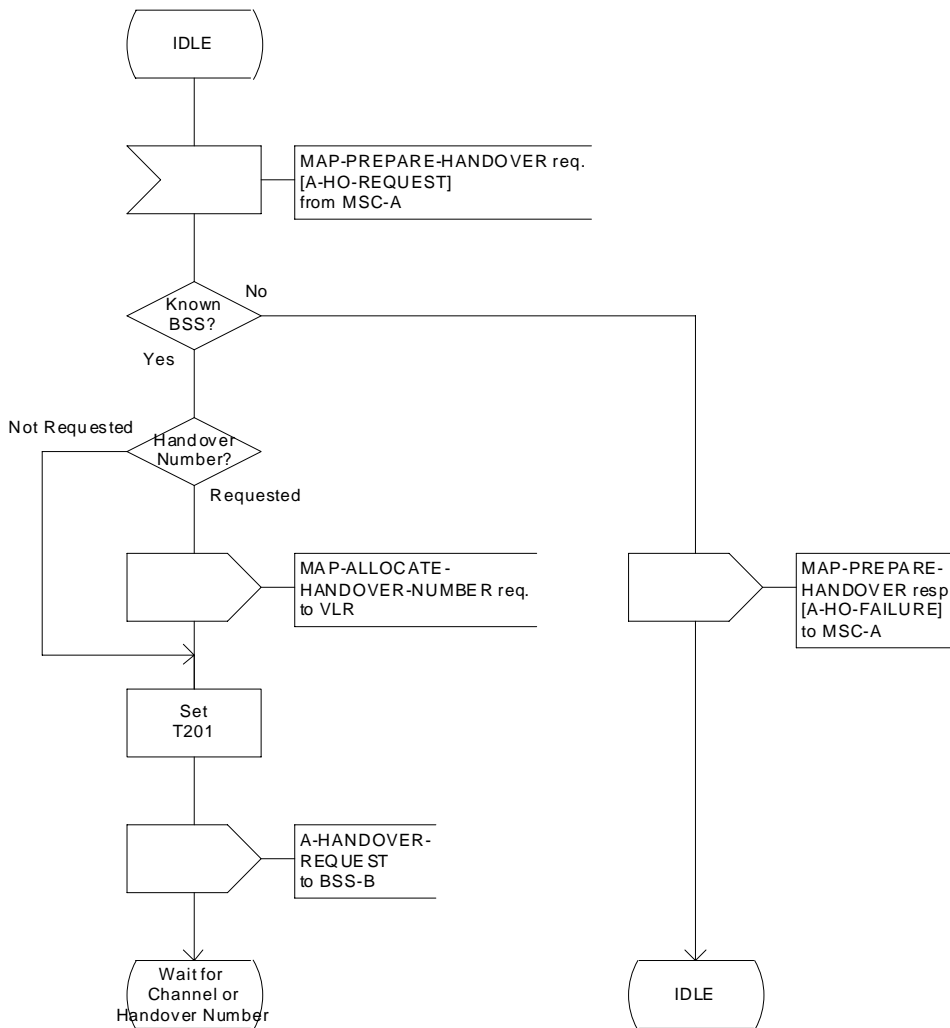 IDLE
MAP-PREPARE-HANDOVER req.
[A-HO-REQUEST]
from MSC-A
No
Known
BSS?
Yes
Not Requested
Handover
Number?
Requested
MAP-ALLOCATE-
HANDOVER-NUMBER req.
to VLR
MAP-PREPARE-
HANDOVER resp
[A-HO-FAILURE]
to MSC-A
Set
T201
A-HANDOVER-
REQUEST
to BSS-B
Wait for
Channel or
Handover Number
IDLE